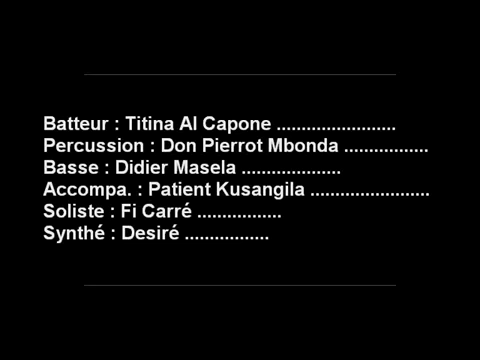 Batteur : Titina Al Capone ........................
Percussion : Don Pierrot Mbonda .................
Basse : Didier Masela ....................
Accompa. : Patient Kusangila ........................
Soliste : Fi Carré .................
Synthé : Desiré .................